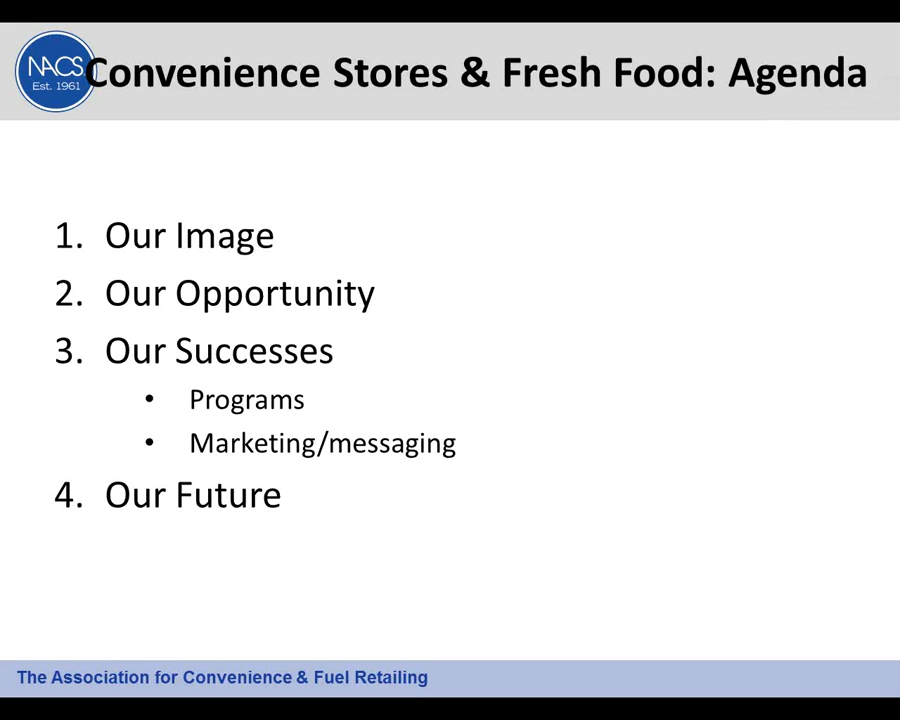 NACS
Est. 1961
Convenience Stores & Fresh Food: Agenda
1. Our Image
2. Our Opportunity
3. Our Successes
• Programs
• Marketing/messaging
4. Our Future
The Association for Convenience & Fuel Retailing